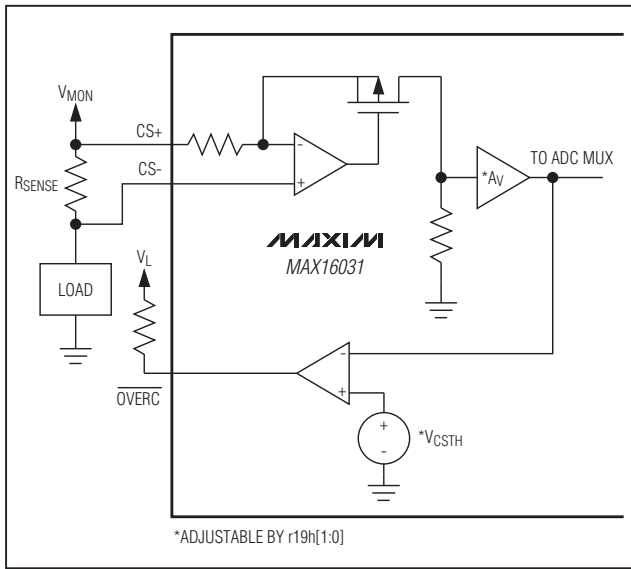 VMON
CS+
CS-
RSENSE
-
+
*AV
TO ADC MUX
MAXIM
MAX16031
VL
LOAD
OVERC
-
+
+
-
*VCSTH
*ADJUSTABLE BY r19h[1:0]